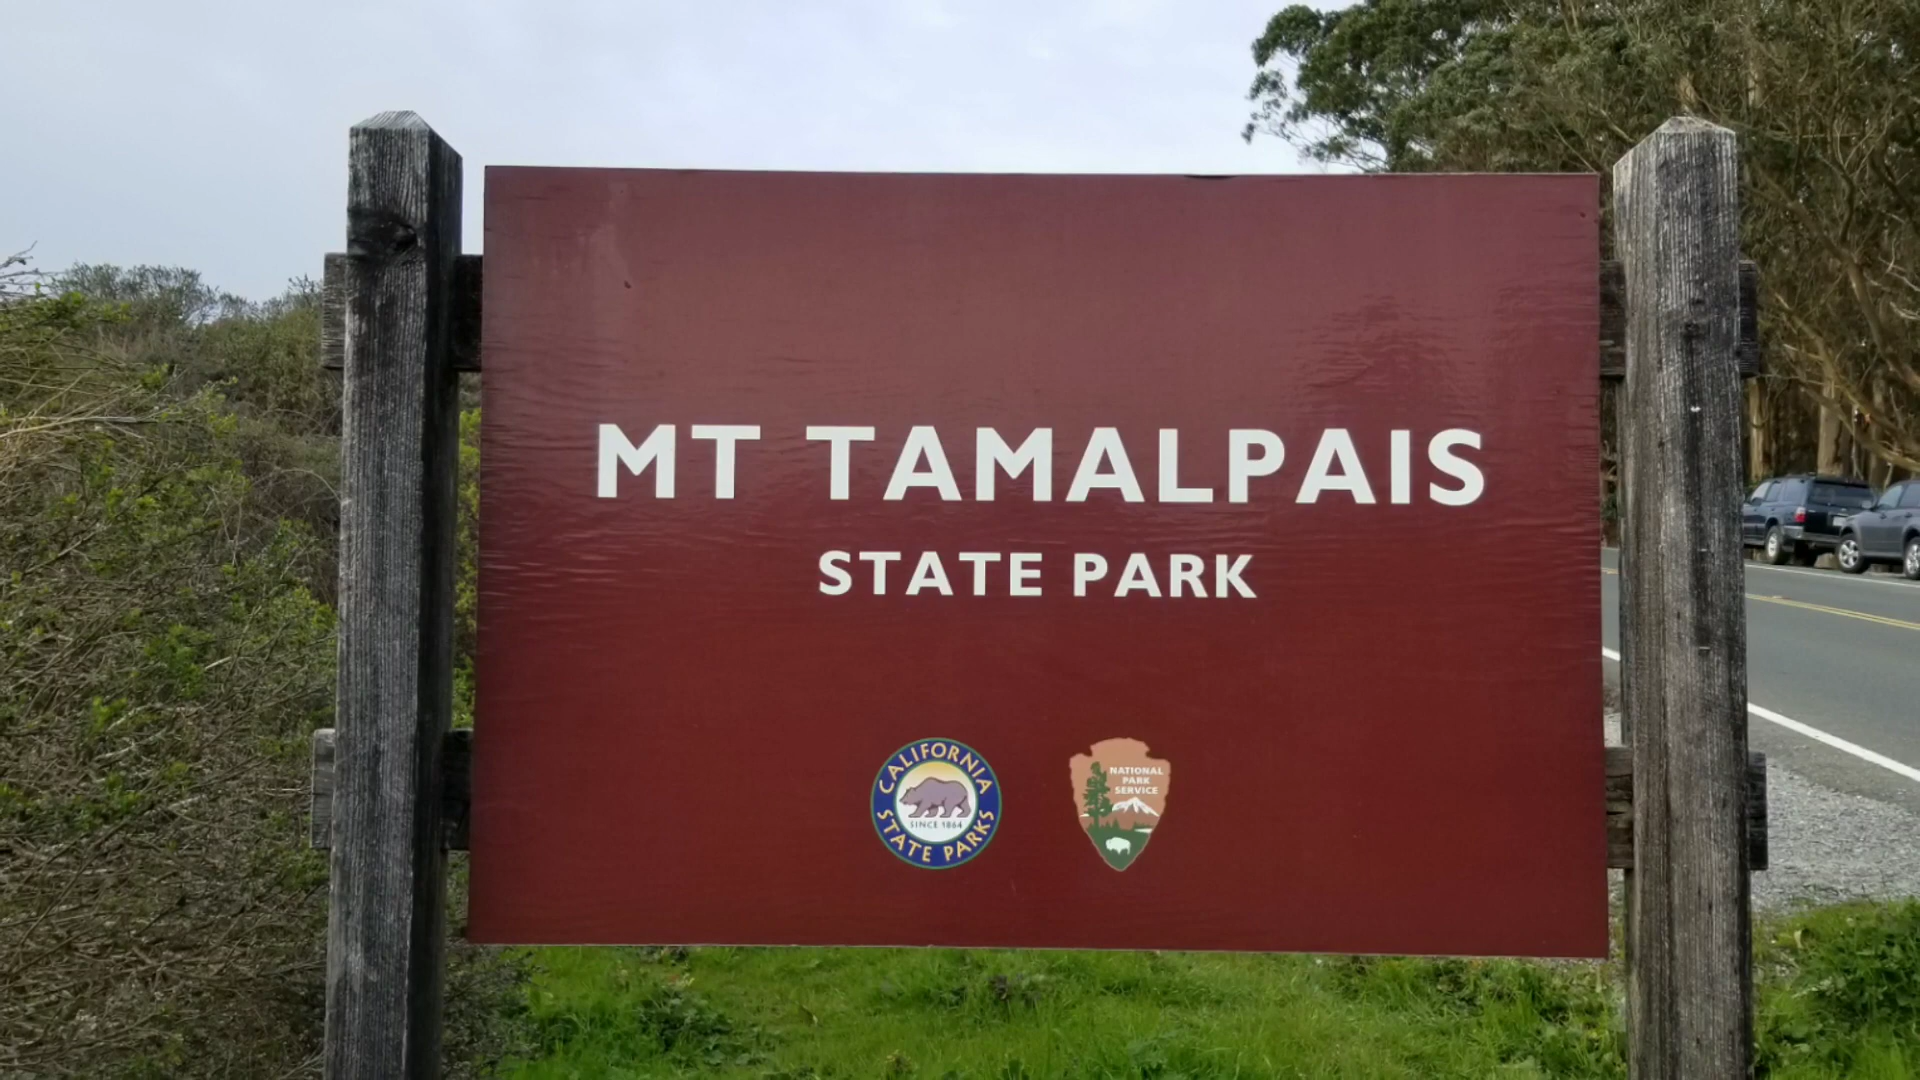 MT TAMALPAIS
STATE PARK
CALIFORNIA
SINCE 1864
STATE PARKS
NATIONAL
PARK
SERVICE